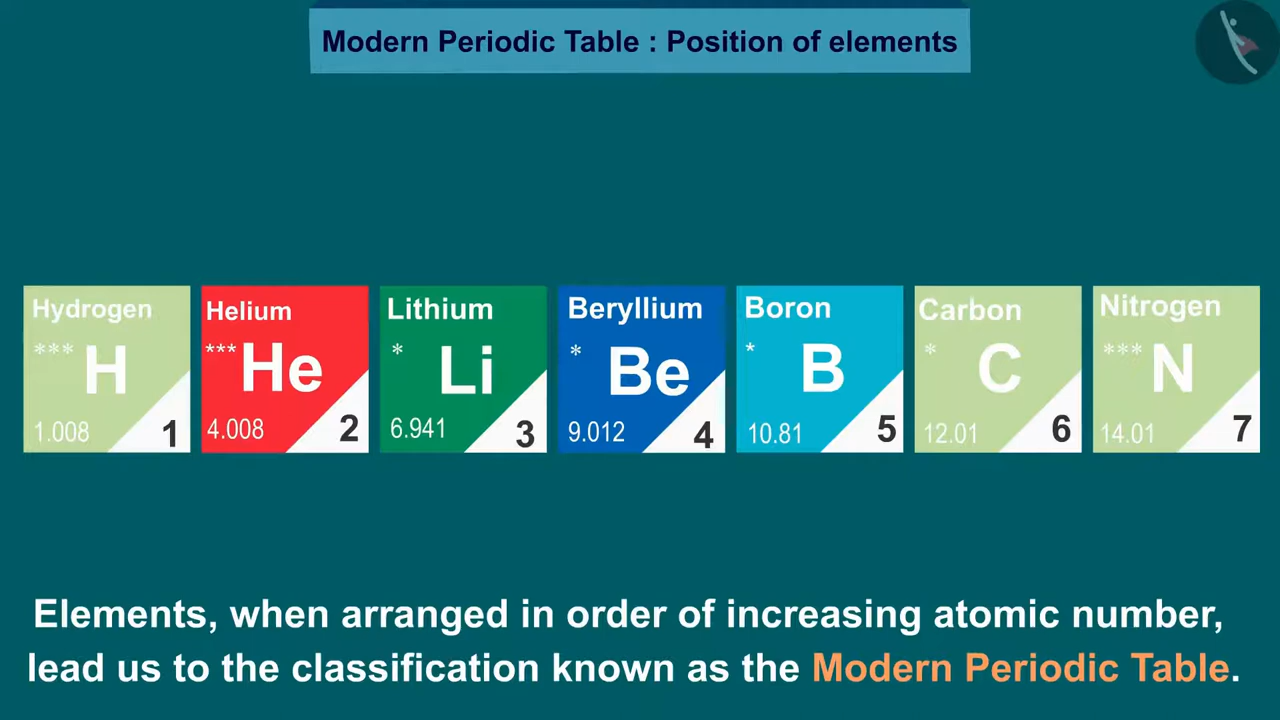 Modern Periodic Table : Position of elements
Hydrogen Helium Lithium Beryllium Boron Carbon Nitrogen
*** H *** He * Li * Be * B * C *** N
1.008 1 4.008 2 6.941 3 9.012 4 10.81 5 12.01 6 14.01 7
Elements, when arranged in order of increasing atomic number,
lead us to the classification known as the Modern Periodic Table.